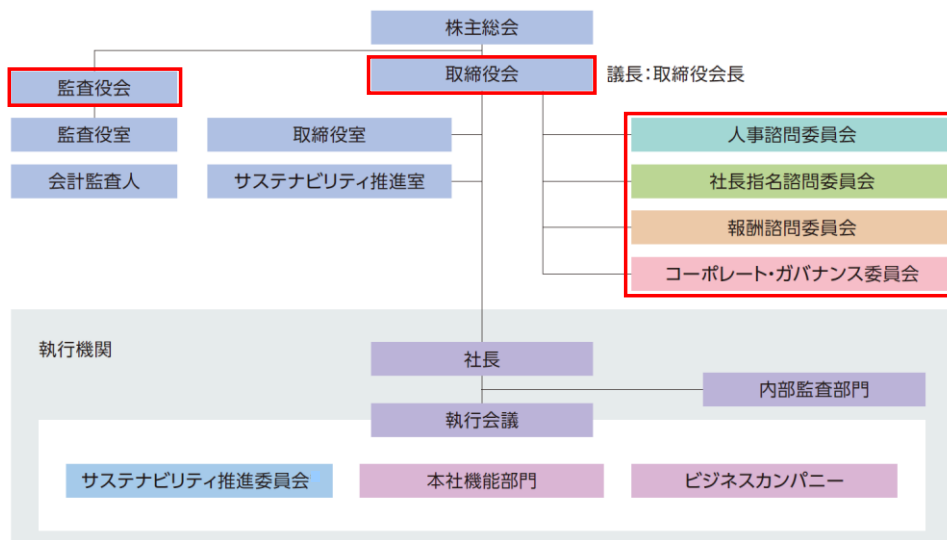 株主総会
監査役会
取締役会
議長:取締役会長
監査役室
取締役室
人事諮問委員会
会計監査人
サステナビリティ推進室
社長指名諮問委員会
報酬諮問委員会
コーポレート・ガバナンス委員会
執行機関
社長
内部監査部門
執行会議
サステナビリティ推進委員会
本社機能部門
ビジネスカンパニー